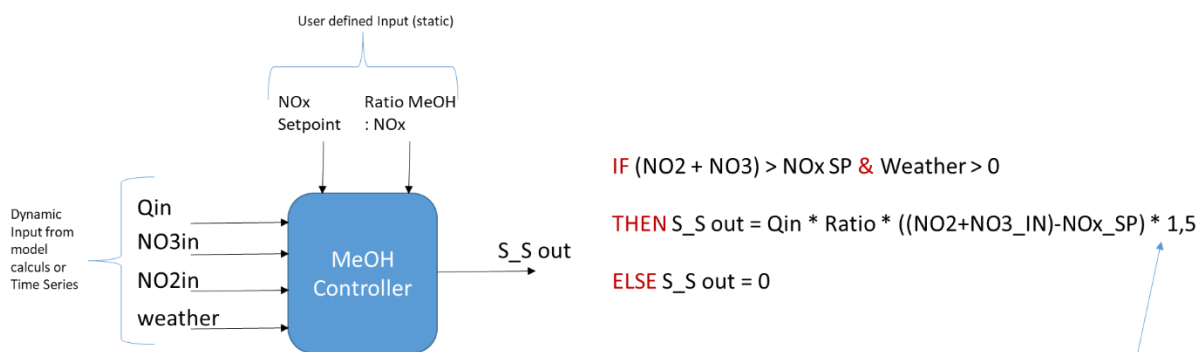 User defined Input (static)
NOx
Setpoint
Ratio MeOH
: NOx
Dynamic
Input from
model
calculs or
Time Series
Qin
NO3in
NO2in
weather
MeOH
Controller
S_S out
IF (NO2 + NO3) > NOx SP & Weather > 0
THEN S_S out = Qin * Ratio * ((NO2+NO3_IN)-NOx_SP) * 1,5
ELSE S_S out = 0